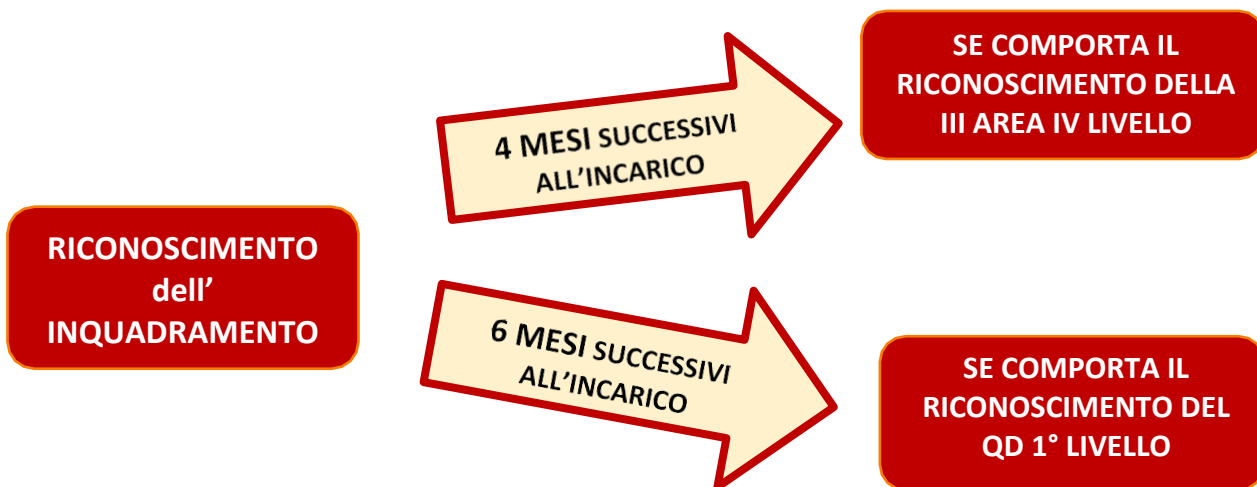 RICONOSCIMENTO
dell’
INQUADRAMENTO
4 MESI SUCCESSIVI
ALL’INCARICO
SE COMPORTA IL
RICONOSCIMENTO DELLA
III AREA IV LIVELLO
6 MESI SUCCESSIVI
ALL’INCARICO
SE COMPORTA IL
RICONOSCIMENTO DEL
QD 1° LIVELLO